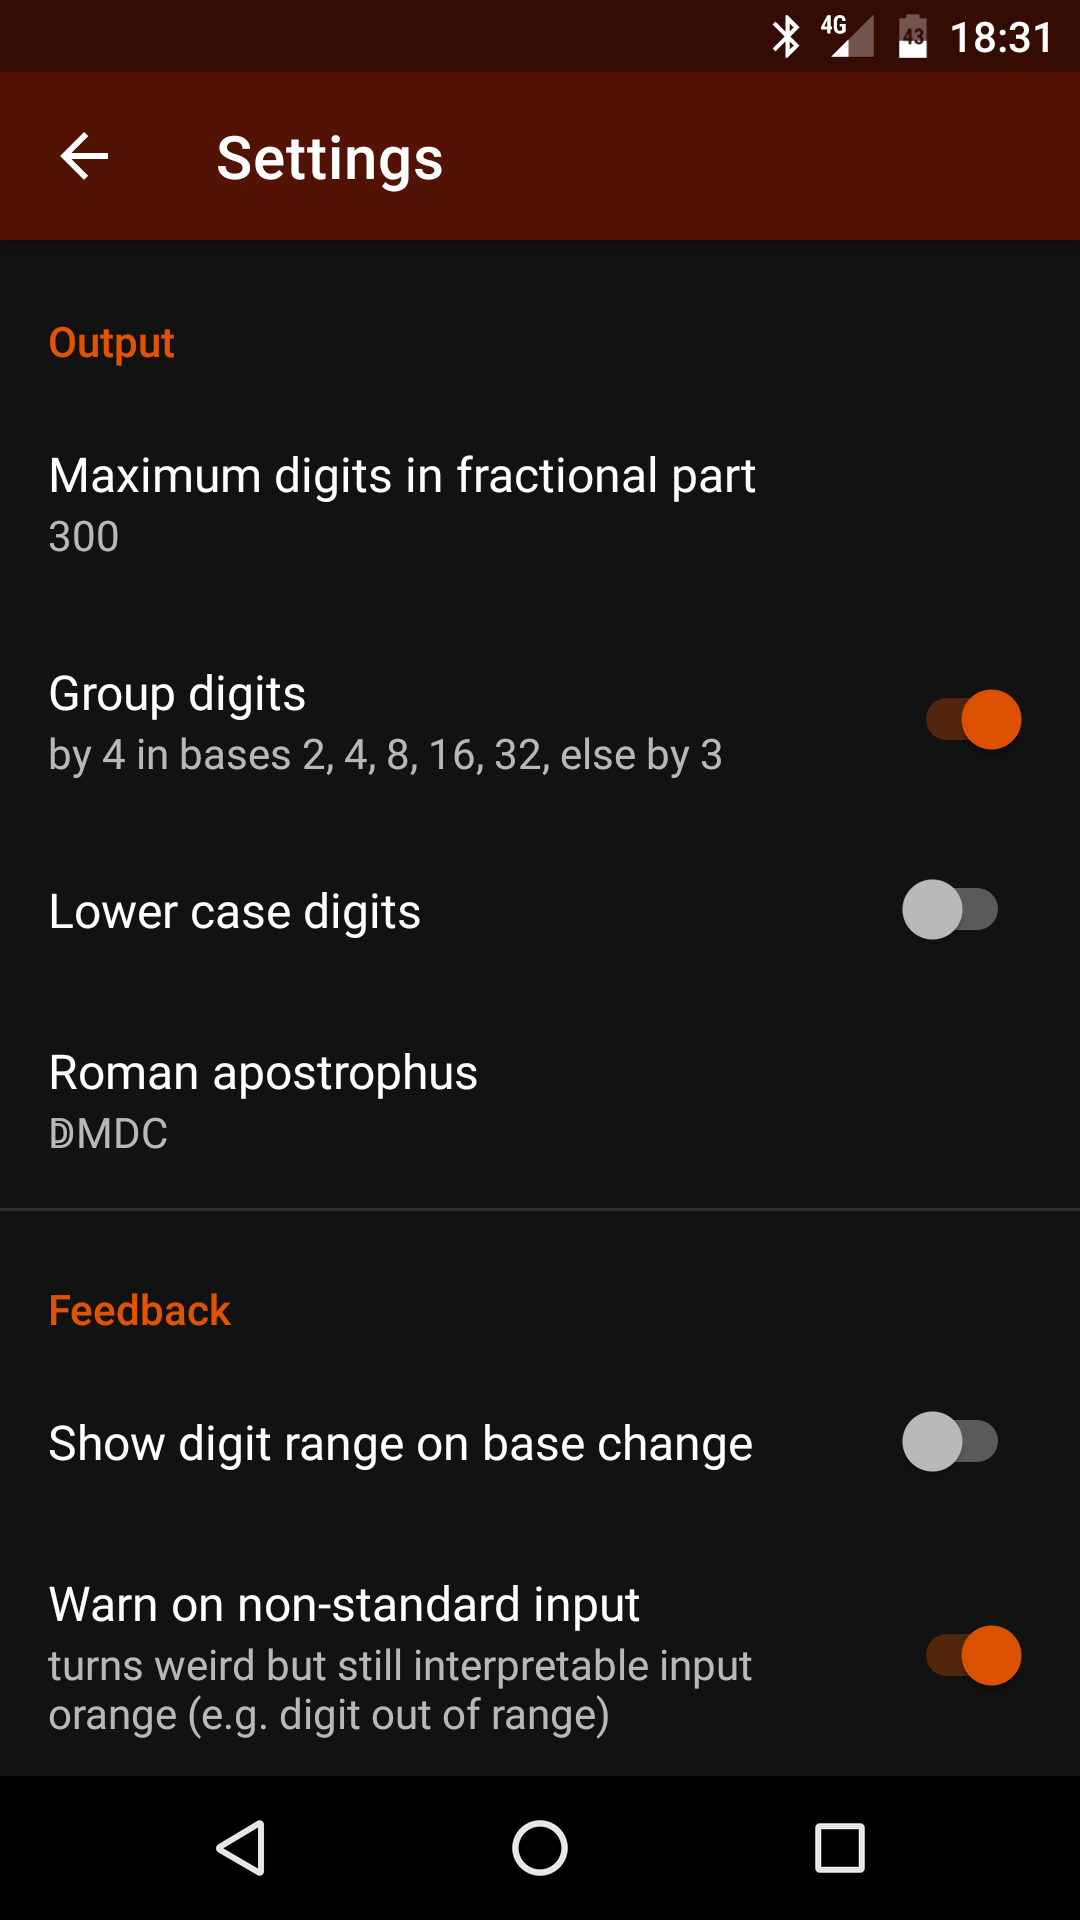 4G 43 18:31
Settings
Output
Maximum digits in fractional part
300
Group digits
by 4 in bases 2, 4, 8, 16, 32, else by 3
Lower case digits
Roman apostrophus
ↁMDC
Feedback
Show digit range on base change
Warn on non-standard input
turns weird but still interpretable input
orange (e.g. digit out of range)